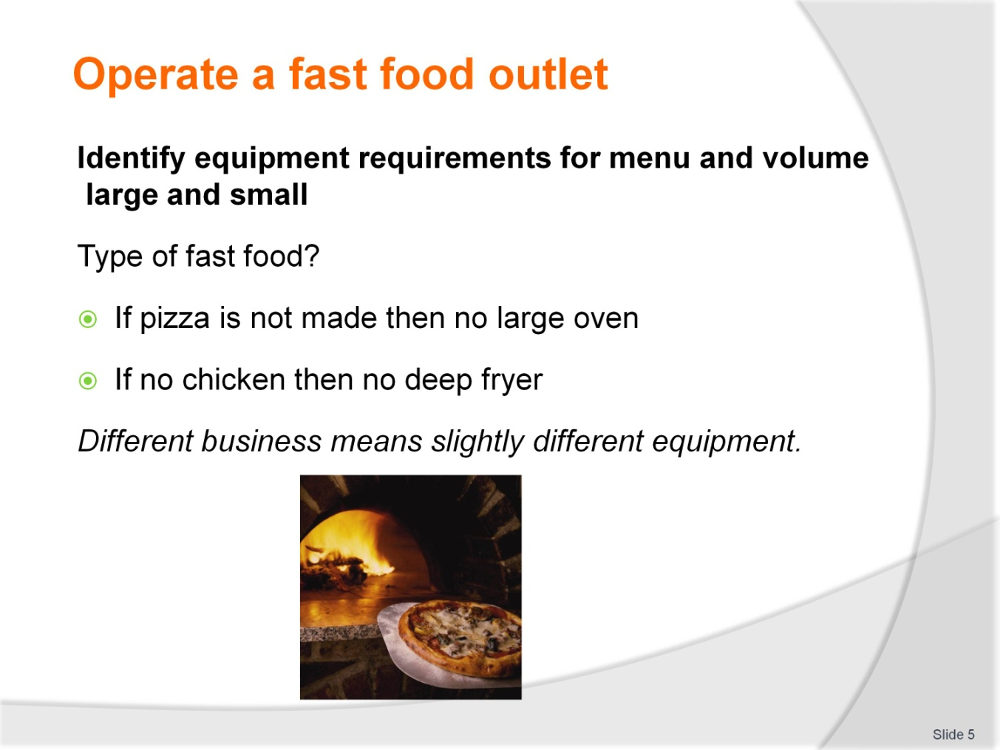 Operate a fast food outlet
Identify equipment requirements for menu and volume
large and small
Type of fast food?
If pizza is not made then no large oven
If no chicken then no deep fryer
Different business means slightly different equipment.
Slide 5